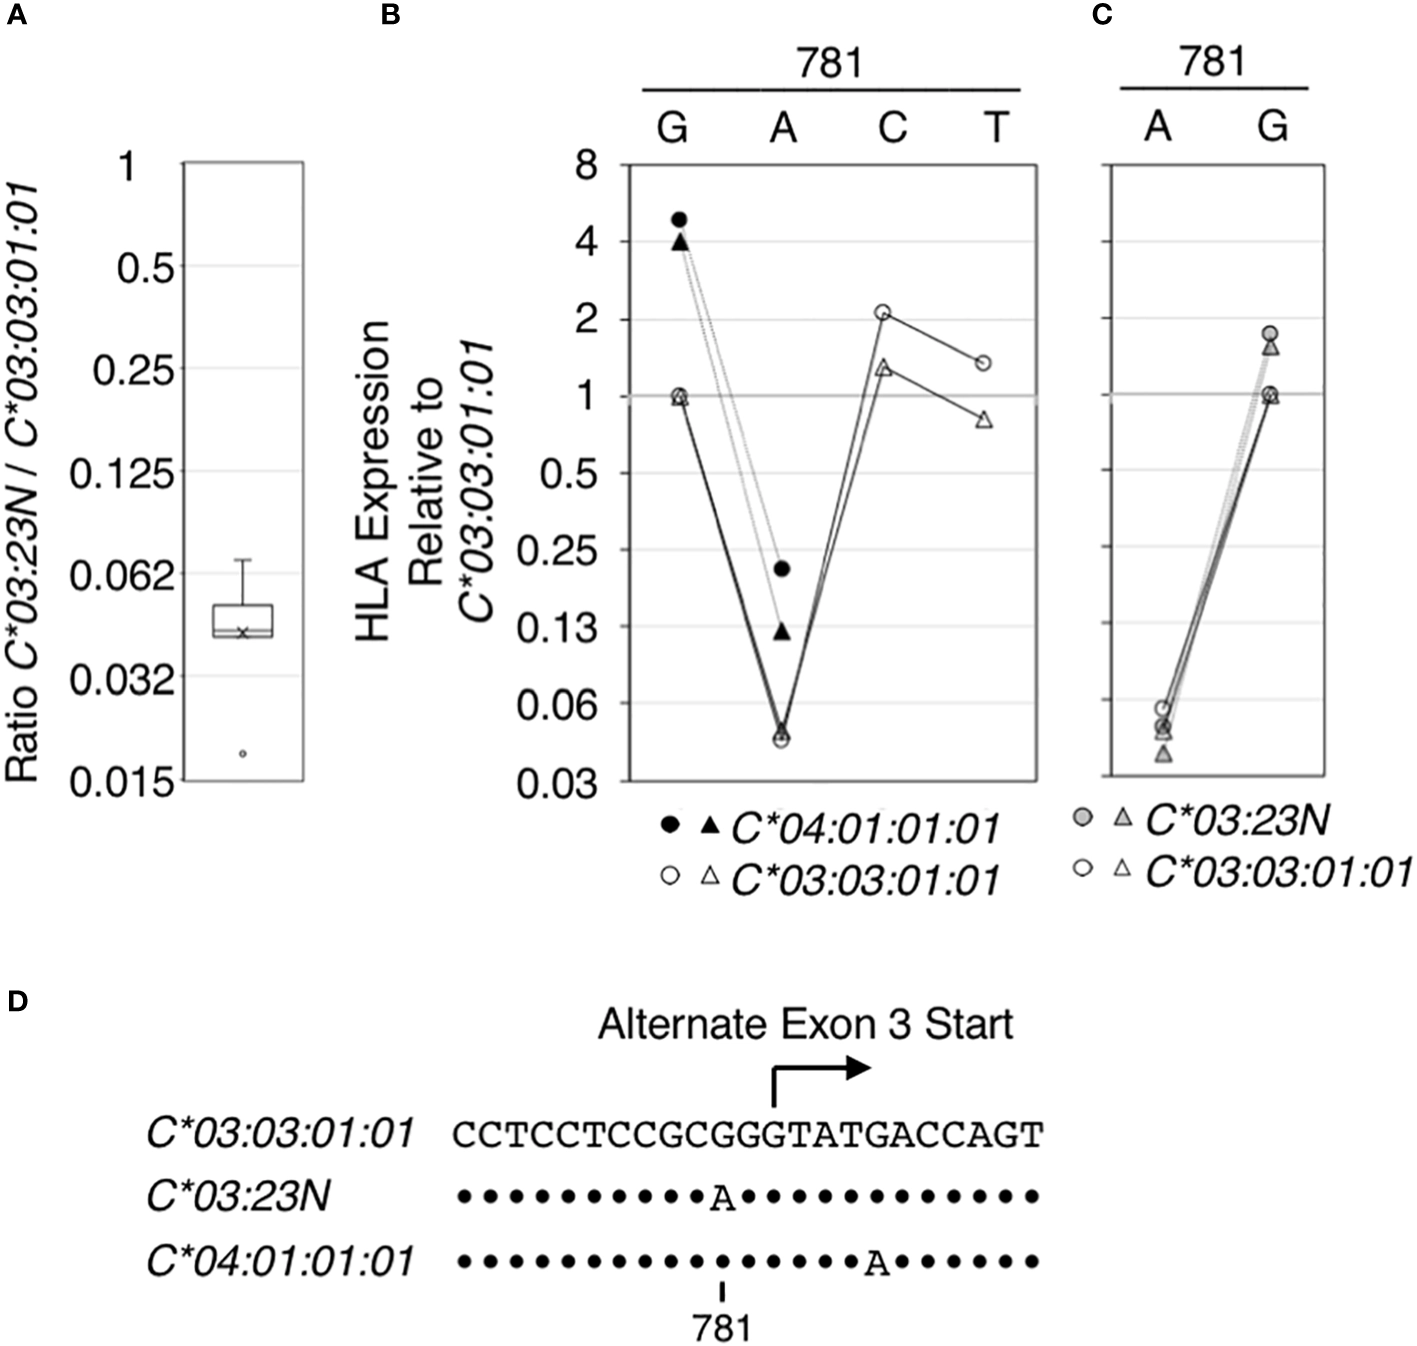 A
Ratio C*03:23N / C*03:03:01:01
1
0.5
0.25
0.125
0.062
0.032
0.015
B
781
G A C T
HLA Expression
Relative to
C*03:03:01:01
8
4
2
1
0.5
0.25
0.13
0.06
0.03
C*04:01:01:01
C*03:03:01:01
C
781
A G
C*03:23N
C*03:03:01:01
D
Alternate Exon 3 Start
C*03:03:01:01 CCTCCTCCGCGGGTATGACCAGT
C*03:23N ••••••••••A••••••••••••
C*04:01:01:01 ••••••••••••••••A••••••
781